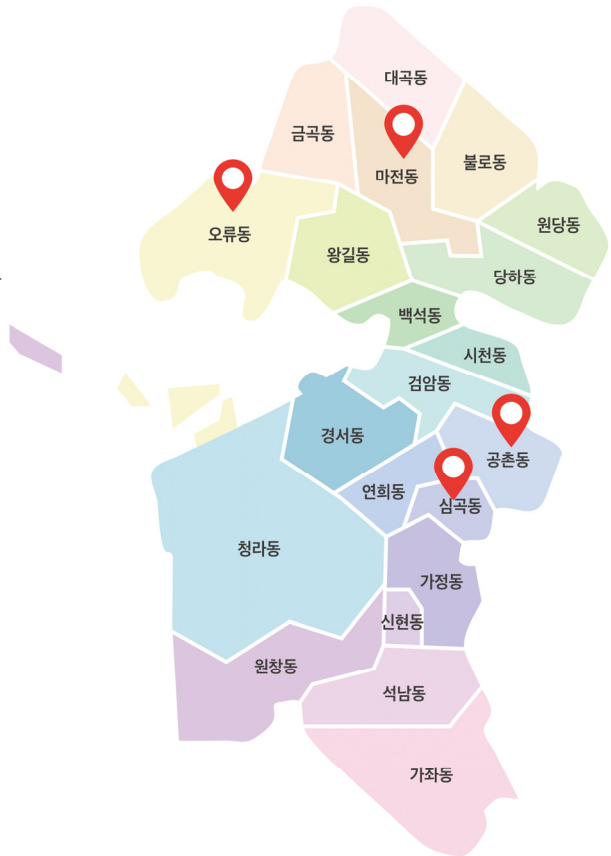 대곡동
금곡동
마전동
불로동
원당동
오류동
왕길동
당하동
백석동
시천동
검암동
경서동
공촌동
연희동
심곡동
청라동
가정동
신현동
원창동
석남동
가좌동